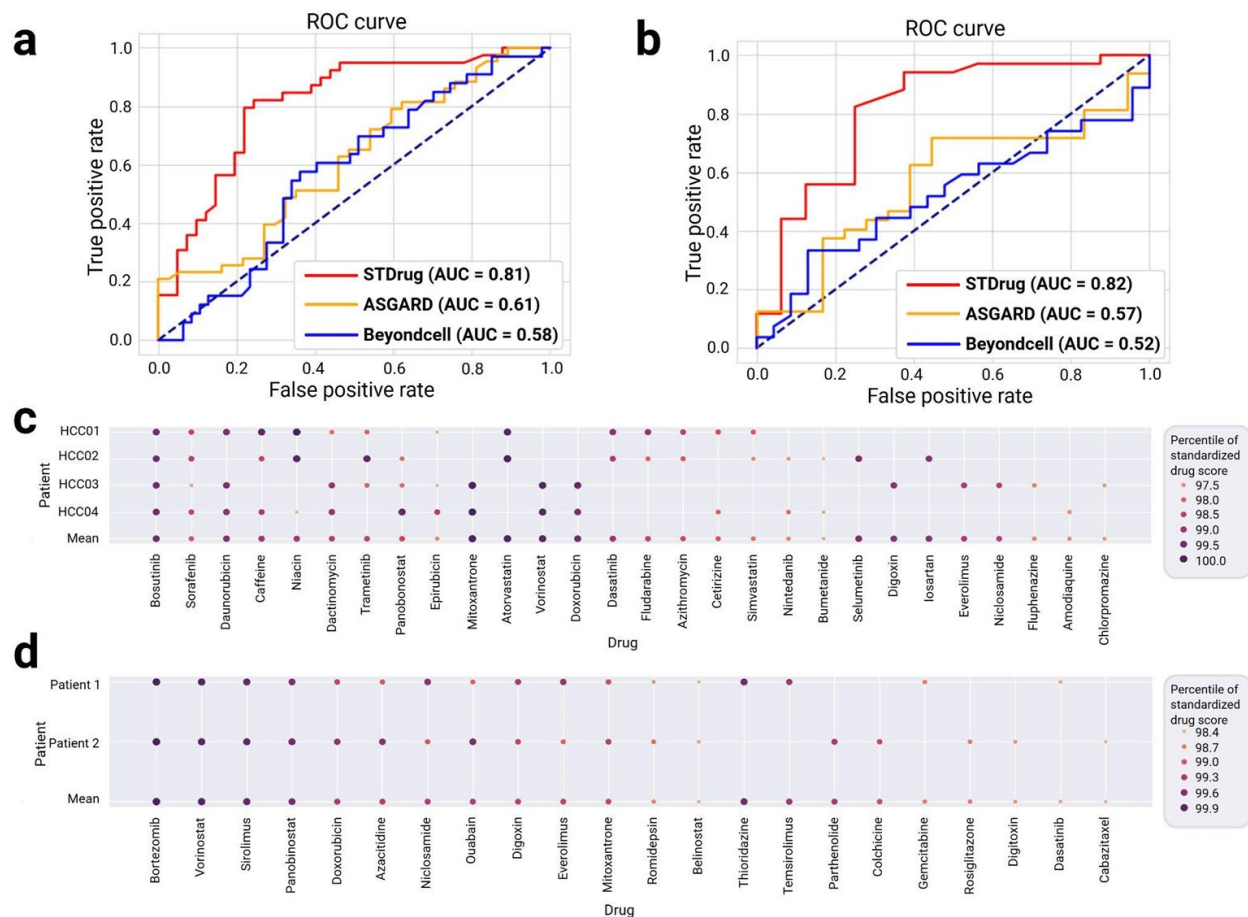 a
ROC curve
True positive rate
1.0
0.8
0.6
0.4
0.2
0.0
STDrug (AUC = 0.81)
ASGARD (AUC = 0.61)
Beyondcell (AUC = 0.58)
0.0 0.2 0.4 0.6 0.8 1.0
False positive rate
b
ROC curve
True positive rate
1.0
0.8
0.6
0.4
0.2
0.0
STDrug (AUC = 0.82)
ASGARD (AUC = 0.57)
Beyondcell (AUC = 0.52)
0.0 0.2 0.4 0.6 0.8 1.0
False positive rate
c
Patient
HCC01
HCC02
HCC03
HCC04
Mean
Bosutinib
Sorafenib
Daunorubicin
Caffeine
Niacin
Dactinomycin
Trametinib
Panobonostat
Epirubicin
Mitoxantrone
Atorvastatin
Vorinostat
Doxorubicin
Dasatinib
Fludarabine
Azithromycin
Cetirizine
Simvastatin
Nintedanib
Bumetanide
Selumetinib
Digoxin
Iosartan
Everolimus
Niclosamide
Fluphenazine
Amodiaquine
Chlorpromazine
Drug
Percentile of
standardized
drug score
97.5
98.0
98.5
99.0
99.5
100.0
d
Patient
Patient 1
Patient 2
Mean
Bortezomib
Vorinostat
Sirolimus
Panobinostat
Doxorubicin
Azacitidine
Niclosamide
Ouabain
Digoxin
Everolimus
Mitoxantrone
Romidepsin
Belinostat
Thioridazine
Temsirolimus
Parthenolide
Colchicine
Gemcitabine
Rosiglitazone
Digitoxin
Dasatinib
Cabazitaxel
Drug
Percentile of
standardized
drug score
98.4
98.7
99.0
99.3
99.6
99.9